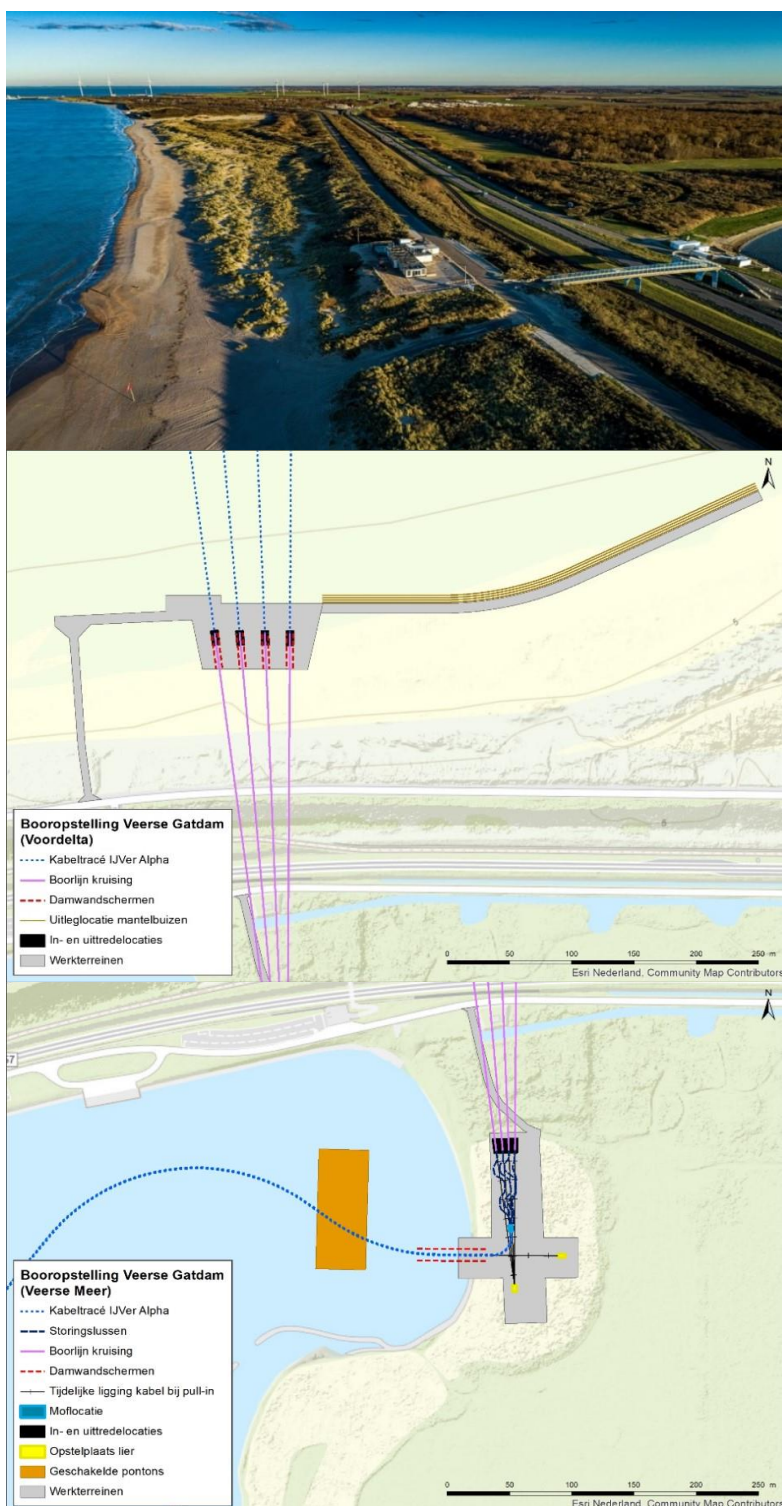 N
5
Booropstelling Veerse Gatdam
(Voordelta)
Kabeltracé IJVer Alpha
Boorlijn kruising
Damwandschermen
Uitleglocatie mantelbuizen
In- en uittredelocaties
Werkterreinen
0 50 100 150 200 250 m
Esri Nederland, Community Map Contributors
N
57
Booropstelling Veerse Gatdam
(Veerse Meer)
Kabeltracé IJVer Alpha
Storingslussen
Boorlijn kruising
Damwandschermen
Tijdelijke ligging kabel bij pull-in
Moflocatie
In- en uittredelocaties
Opstelplaats lier
Geschakelde pontons
Werkterreinen
0 50 100 150 200 250 m
Esri Nederland, Community Map Contributors